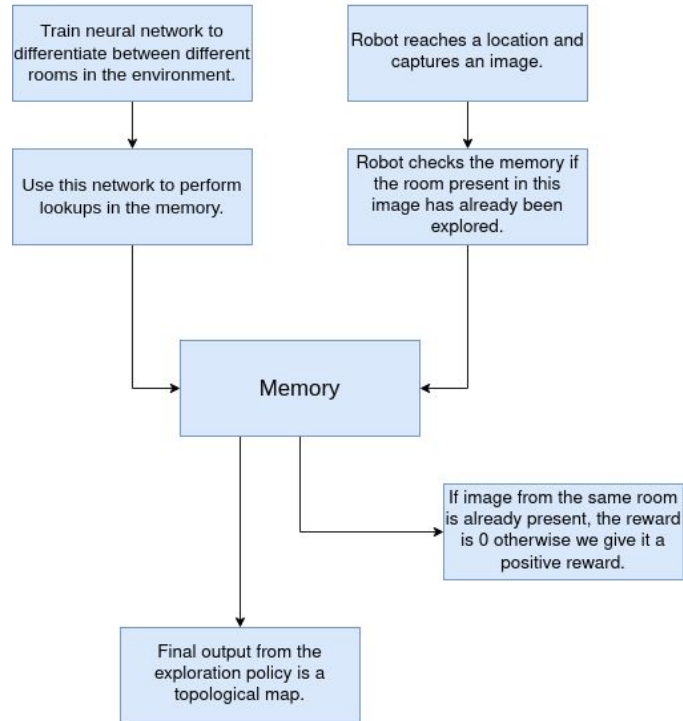 Train neural network to
differentiate between different
rooms in the environment.
Robot reaches a location and
captures an image.
Use this network to perform
lookups in the memory.
Robot checks the memory if
the room present in this
image has already been
explored.
Memory
If image from the same room
is already present, the reward
is 0 otherwise we give it a
positive reward.
Final output from the
exploration policy is a
topological map.